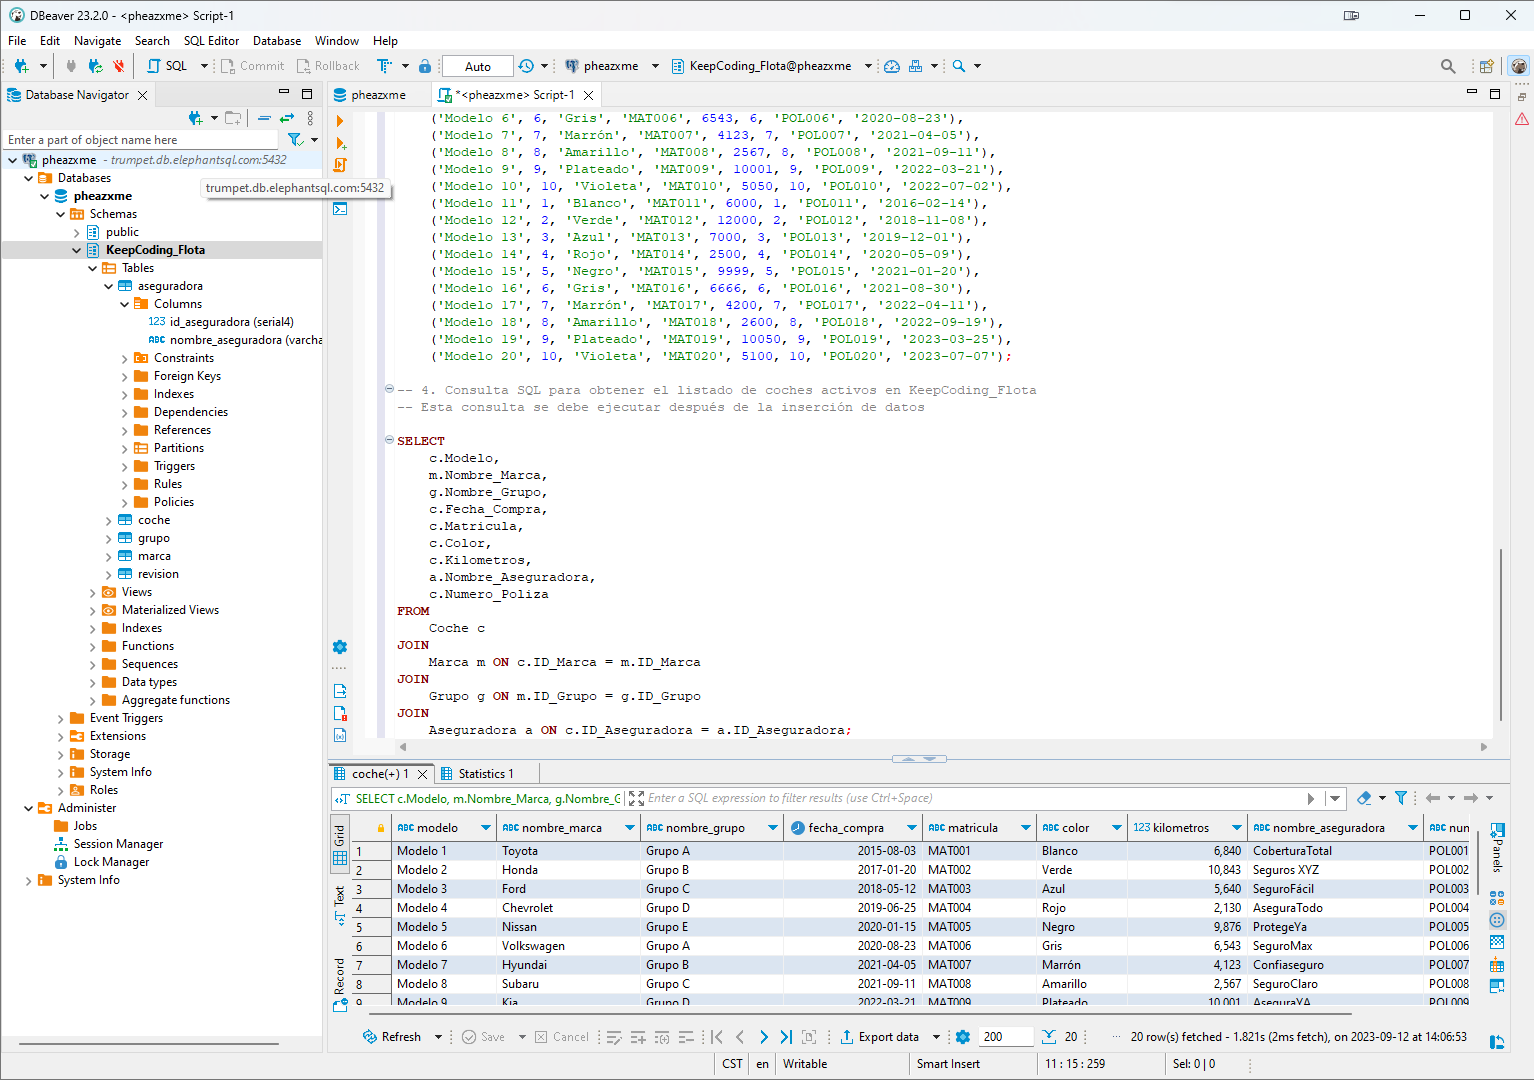 DBeaver 23.2.0 - <pheazxme> Script-1
File Edit Navigate Search SQL Editor Database Window Help
SQL Commit Rollback Auto pheazxme KeepCoding_Flota@pheazxme
Database Navigator
pheazxme
*<pheazxme> Script-1
Enter a part of object name here
pheazxme - trumpet.db.elephantsql.com:5432
trumpet.db.elephantsql.com:5432
Databases
pheazxme
Schemas
public
KeepCoding_Flota
Tables
aseguradora
Columns
123 id_aseguradora (serial4)
ABC nombre_aseguradora (varcha
Constraints
Foreign Keys
Indexes
Dependencies
References
Partitions
Triggers
Rules
Policies
coche
grupo
marca
revision
Views
Materialized Views
Indexes
Functions
Sequences
Data types
Aggregate functions
Event Triggers
Extensions
Storage
System Info
Roles
Administer
Jobs
Session Manager
Lock Manager
System Info
('Modelo 6', 6, 'Gris', 'MAT006', 6543, 6, 'POL006', '2020-08-23'),
('Modelo 7', 7, 'Marrón', 'MAT007', 4123, 7, 'POL007', '2021-04-05'),
('Modelo 8', 8, 'Amarillo', 'MAT008', 2567, 8, 'POL008', '2021-09-11'),
('Modelo 9', 9, 'Plateado', 'MAT009', 10001, 9, 'POL009', '2022-03-21'),
('Modelo 10', 10, 'Violeta', 'MAT010', 5050, 10, 'POL010', '2022-07-02'),
('Modelo 11', 1, 'Blanco', 'MAT011', 6000, 1, 'POL011', '2016-02-14'),
('Modelo 12', 2, 'Verde', 'MAT012', 12000, 2, 'POL012', '2018-11-08'),
('Modelo 13', 3, 'Azul', 'MAT013', 7000, 3, 'POL013', '2019-12-01'),
('Modelo 14', 4, 'Rojo', 'MAT014', 2500, 4, 'POL014', '2020-05-09'),
('Modelo 15', 5, 'Negro', 'MAT015', 9999, 5, 'POL015', '2021-01-20'),
('Modelo 16', 6, 'Gris', 'MAT016', 6666, 6, 'POL016', '2021-08-30'),
('Modelo 17', 7, 'Marrón', 'MAT017', 4200, 7, 'POL017', '2022-04-11'),
('Modelo 18', 8, 'Amarillo', 'MAT018', 2600, 8, 'POL018', '2022-09-19'),
('Modelo 19', 9, 'Plateado', 'MAT019', 10050, 9, 'POL019', '2023-03-25'),
('Modelo 20', 10, 'Violeta', 'MAT020', 5100, 10, 'POL020', '2023-07-07');
-- 4. Consulta SQL para obtener el listado de coches activos en KeepCoding_Flota
-- Esta consulta se debe ejecutar después de la inserción de datos
SELECT
c.Modelo,
m.Nombre_Marca,
g.Nombre_Grupo,
c.Fecha_Compra,
c.Matricula,
c.Color,
c.Kilometros,
a.Nombre_Aseguradora,
c.Numero_Poliza
FROM
Coche c
JOIN
Marca m ON c.ID_Marca = m.ID_Marca
JOIN
Grupo g ON m.ID_Grupo = g.ID_Grupo
JOIN
Aseguradora a ON c.ID_Aseguradora = a.ID_Aseguradora;
coche(+) 1 Statistics 1
SELECT c.Modelo, m.Nombre_Marca, g.Nombre_G Enter a SQL expression to filter results (use Ctrl+Space)
Grid
Text
Record
ABC modelo ABC nombre_marca ABC nombre_grupo fecha_compra ABC matricula ABC color 123 kilometros ABC nombre_aseguradora ABC num
1 Modelo 1 Toyota Grupo A 2015-08-03 MAT001 Blanco 6,840 CoberturaTotal POL001
2 Modelo 2 Honda Grupo B 2017-01-20 MAT002 Verde 10,843 Seguros XYZ POL002
3 Modelo 3 Ford Grupo C 2018-05-12 MAT003 Azul 5,640 SeguroFácil POL003
4 Modelo 4 Chevrolet Grupo D 2019-06-25 MAT004 Rojo 2,130 AseguraTodo POL004
5 Modelo 5 Nissan Grupo E 2020-01-15 MAT005 Negro 9,876 ProtegeYa POL005
6 Modelo 6 Volkswagen Grupo A 2020-08-23 MAT006 Gris 6,543 SeguroMax POL006
7 Modelo 7 Hyundai Grupo B 2021-04-05 MAT007 Marrón 4,123 Confiaseguro POL007
8 Modelo 8 Subaru Grupo C 2021-09-11 MAT008 Amarillo 2,567 SeguroClaro POL008
9 Modelo 9 Kia Grupo D 2022-03-21 MAT009 Plateado 10,001 AseguraYA POL009
Panels
Refresh Save Cancel Export data 200 20 20 row(s) fetched - 1.821s (2ms fetch), on 2023-09-12 at 14:06:53
CST en Writable Smart Insert 11 : 15 : 259 Sel: 0 | 0